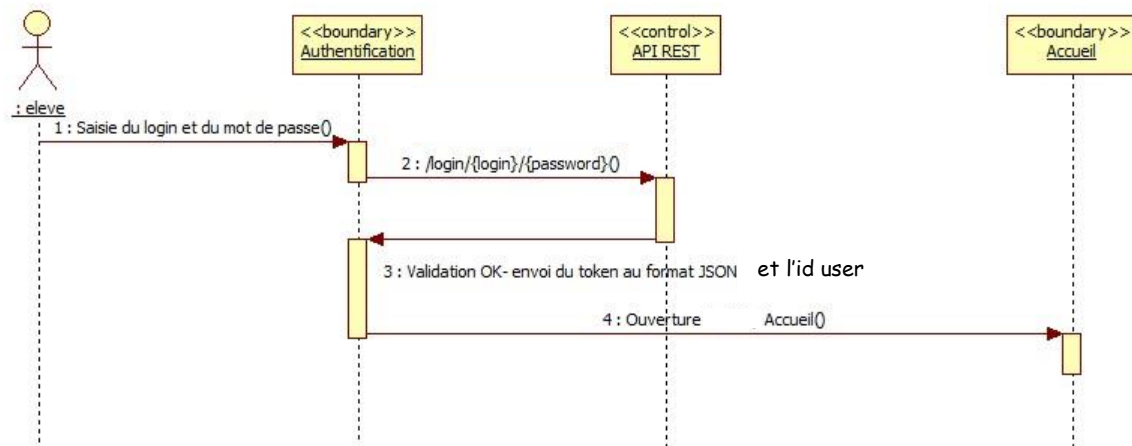 <<boundary>>
Authentification
<<control>>
API REST
<<boundary>>
Accueil
: eleve
1 : Saisie du login et du mot de passe()
2 : /login/{login}/{password}()
3 : Validation OK- envoi du token au format JSON et l'id user
4 : Ouverture Accueil()